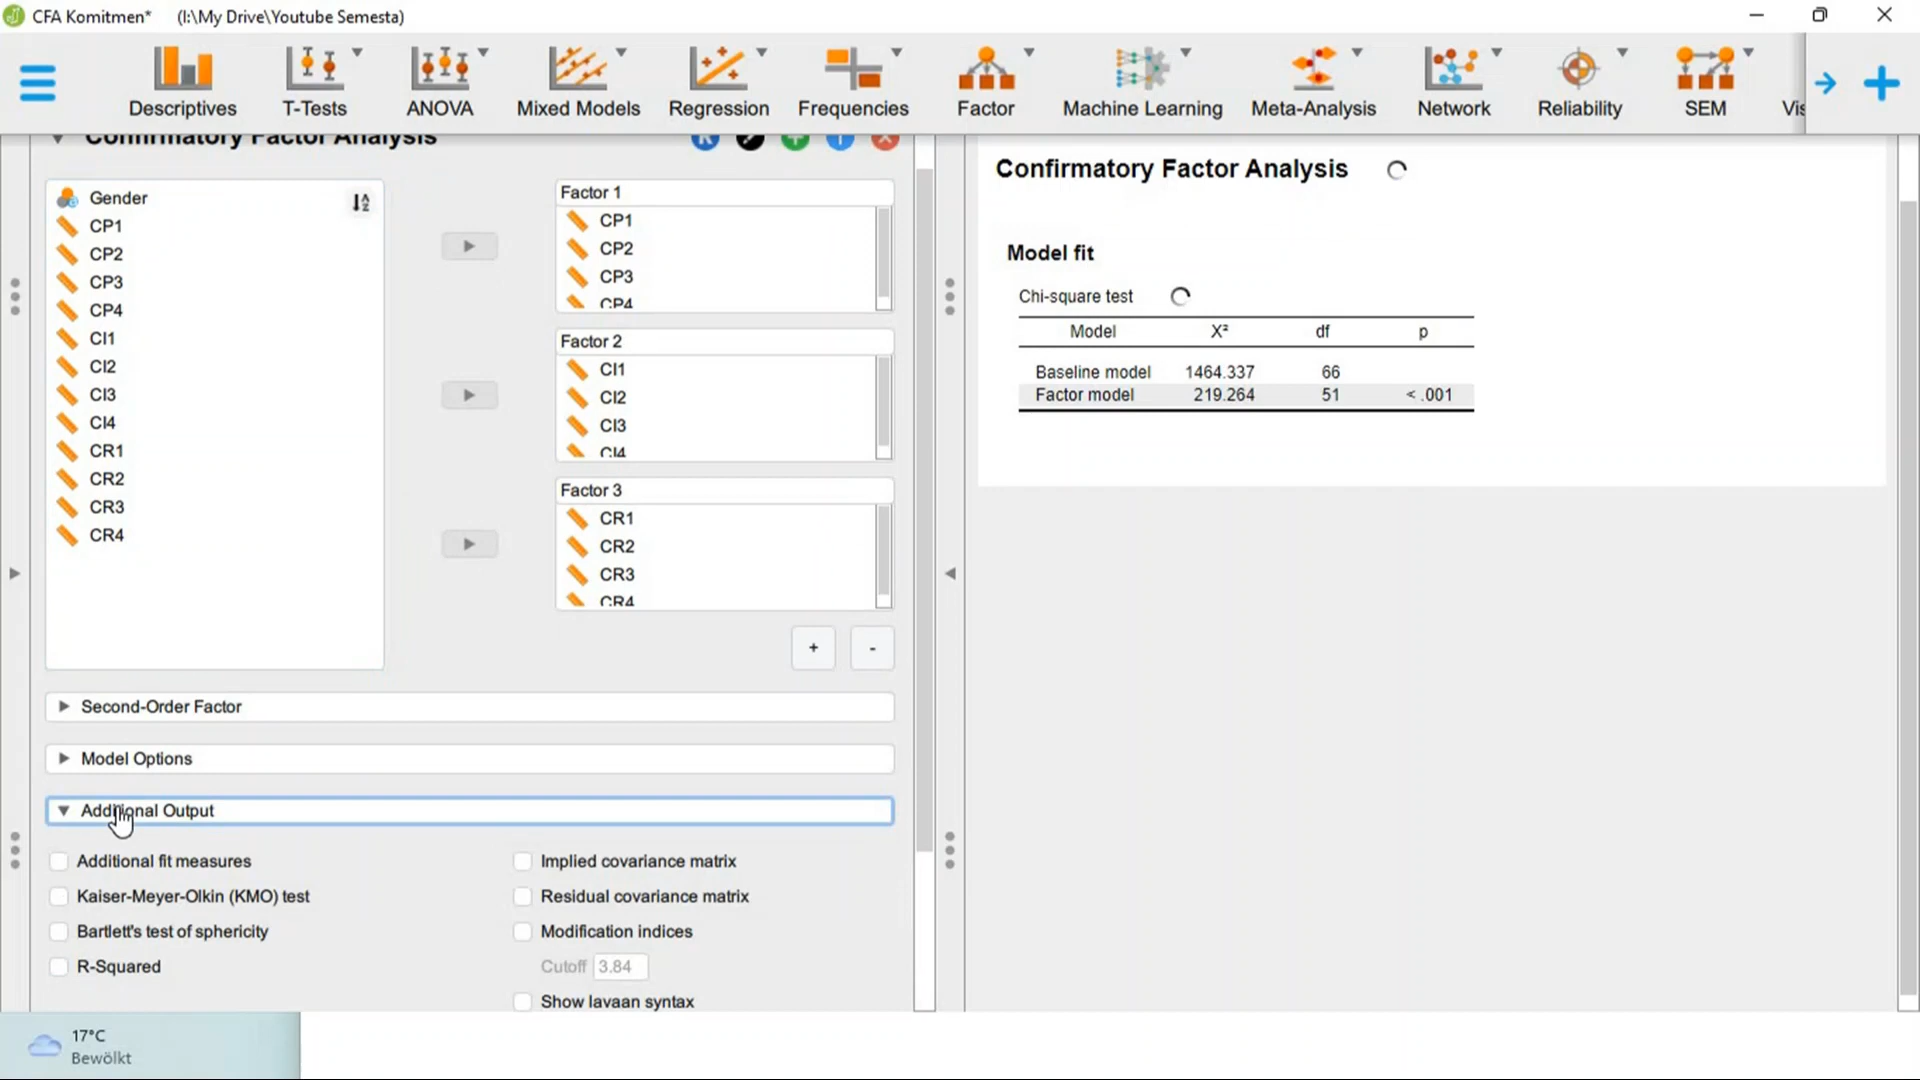 CFA Komitmen* (I:\My Drive\Youtube Semesta)
Descriptives T-Tests ANOVA Mixed Models Regression Frequencies Factor Machine Learning Meta-Analysis Network Reliability SEM Vis
Confirmatory Factor Analysis
Gender
CP1
CP2
CP3
CP4
CI1
CI2
CI3
CI4
CR1
CR2
CR3
CR4
Factor 1
CP1
CP2
CP3
CP4
Factor 2
CI1
CI2
CI3
CI4
Factor 3
CR1
CR2
CR3
CR4
+ -
Second-Order Factor
Model Options
Additional Output
Additional fit measures
Kaiser-Meyer-Olkin (KMO) test
Bartlett's test of sphericity
R-Squared
Implied covariance matrix
Residual covariance matrix
Modification indices
Cutoff 3.84
Show lavaan syntax
Confirmatory Factor Analysis
Model fit
Chi-square test
Model X² df p
Baseline model 1464.337 66
Factor model 219.264 51 < .001
17°C
Bewölkt